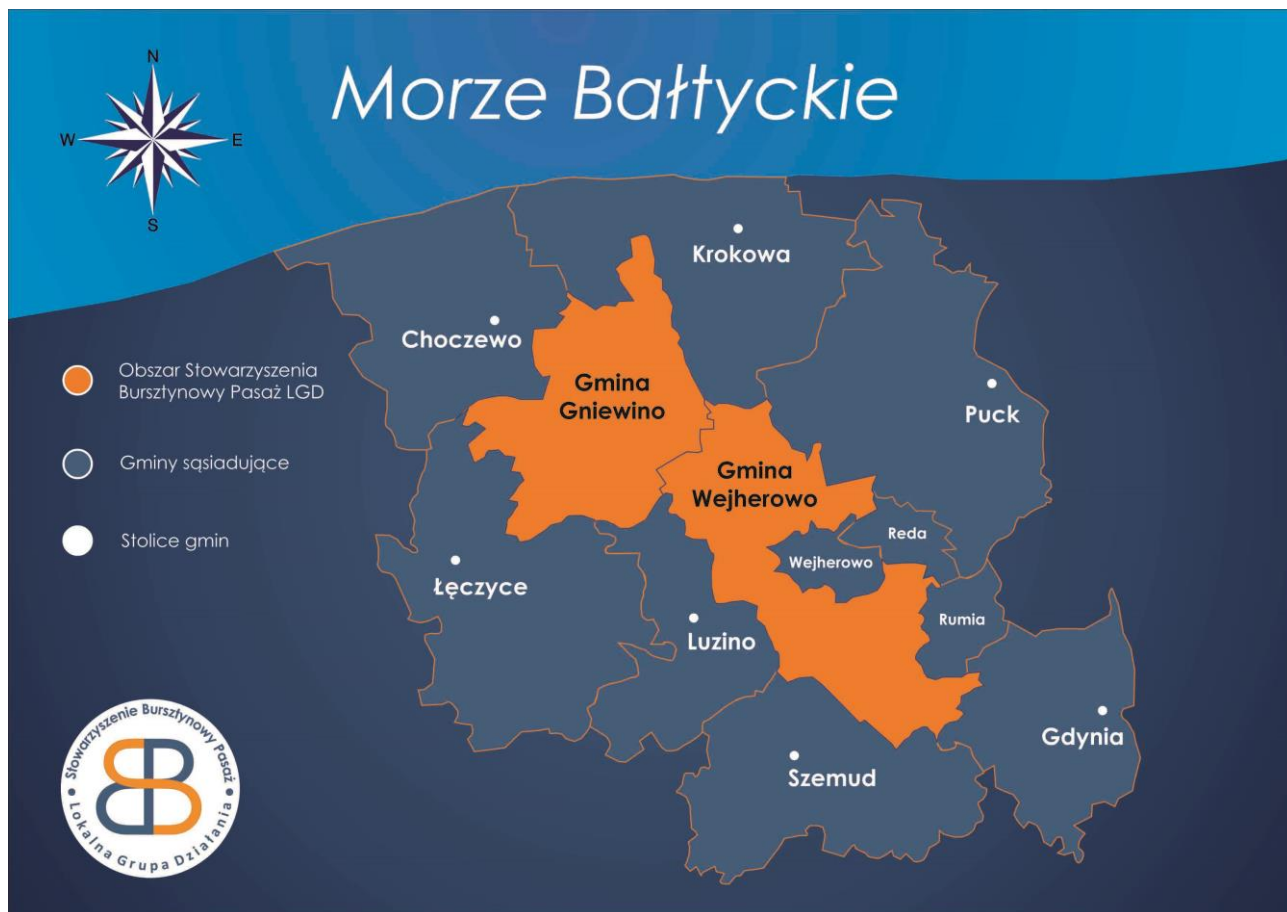 Morze Bałtyckie
N
W
E
S
Krokowa
Choczewo
Obszar Stowarzyszenia
Bursztynowy Pasaż LGD
Gmina
Gniewino
Puck
Gminy sąsiadujące
Gmina
Wejherowo
Reda
Stolice gmin
Wejherowo
Łęczyce
Rumia
Luzino
Gdynia
Szemud
Stowarzyszenie Bursztynowy Pasaż
Lokalna Grupa Działania